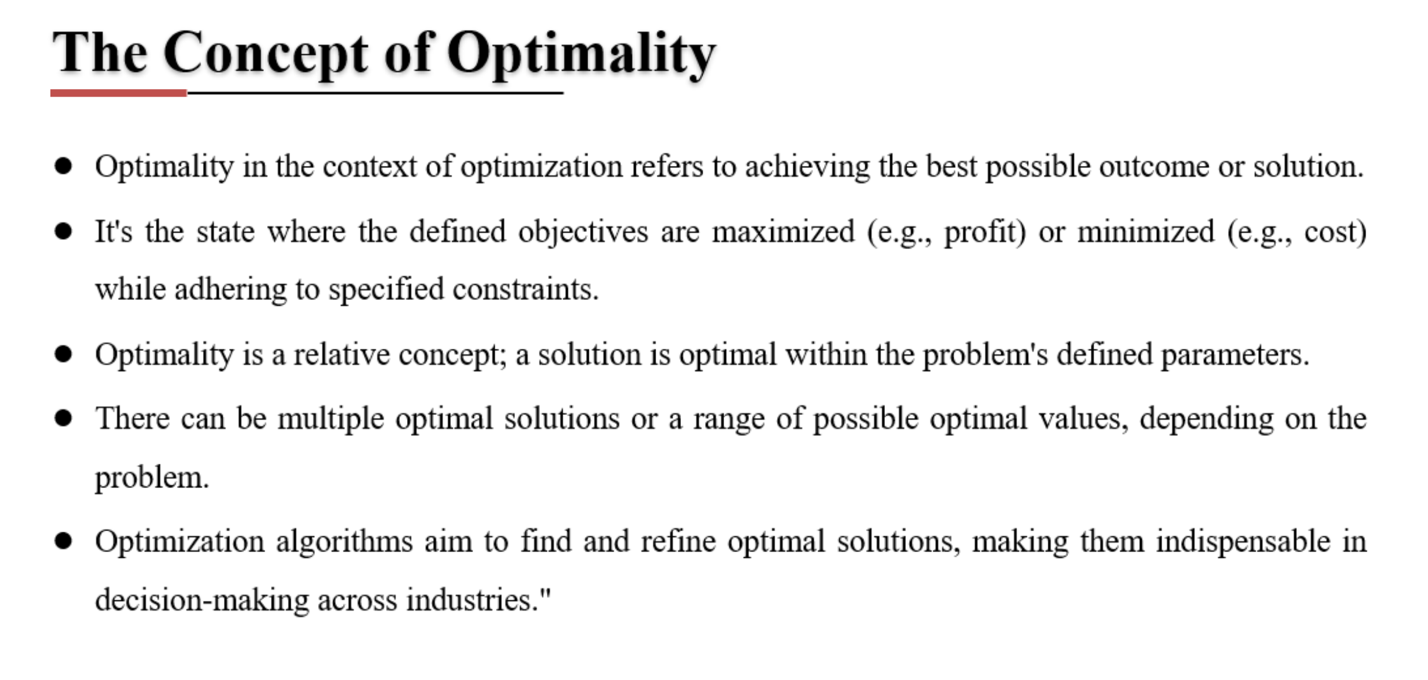 The Concept of Optimality
● Optimality in the context of optimization refers to achieving the best possible outcome or solution.
● It's the state where the defined objectives are maximized (e.g., profit) or minimized (e.g., cost)
while adhering to specified constraints.
● Optimality is a relative concept; a solution is optimal within the problem's defined parameters.
● There can be multiple optimal solutions or a range of possible optimal values, depending on the
problem.
● Optimization algorithms aim to find and refine optimal solutions, making them indispensable in
decision-making across industries."